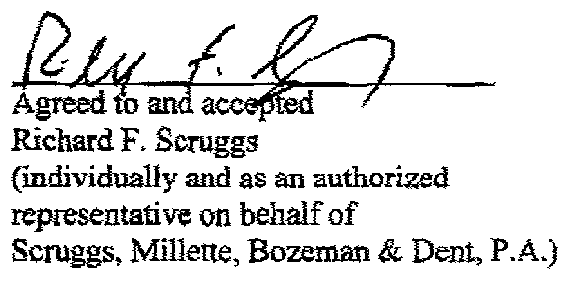 Agreed to and accepted
Richard F. Scruggs
(individually and as an authorized
representative on behalf of
Scruggs, Millette, Bozeman & Dent, P.A.)